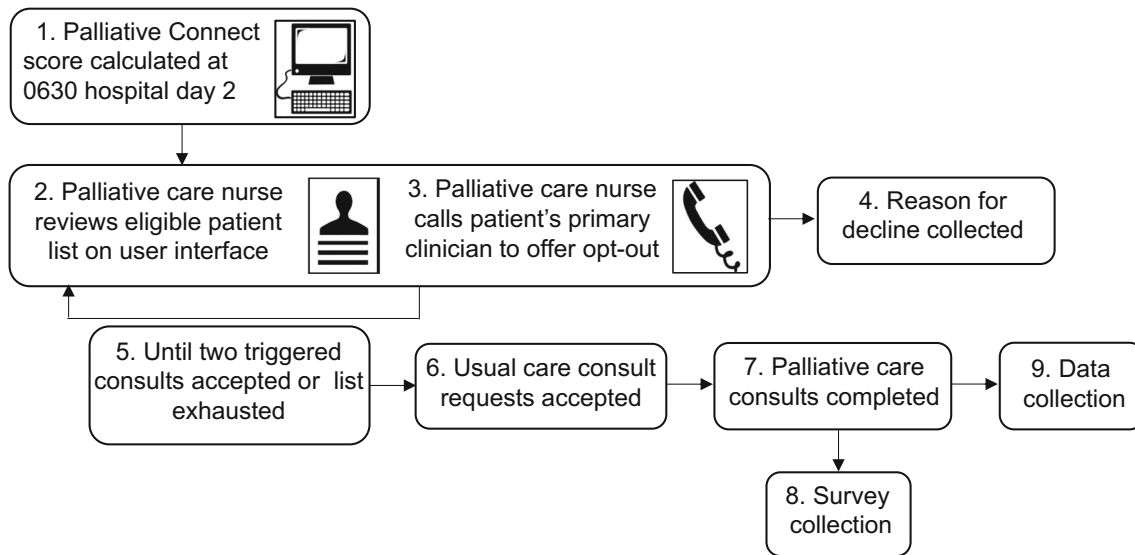 1. Palliative Connect
score calculated at
0630 hospital day 2
2. Palliative care nurse
reviews eligible patient
list on user interface
3. Palliative care nurse
calls patient's primary
clinician to offer opt-out
4. Reason for
decline collected
5. Until two triggered
consults accepted or list
exhausted
6. Usual care consult
requests accepted
7. Palliative care
consults completed
9. Data
collection
8. Survey
collection